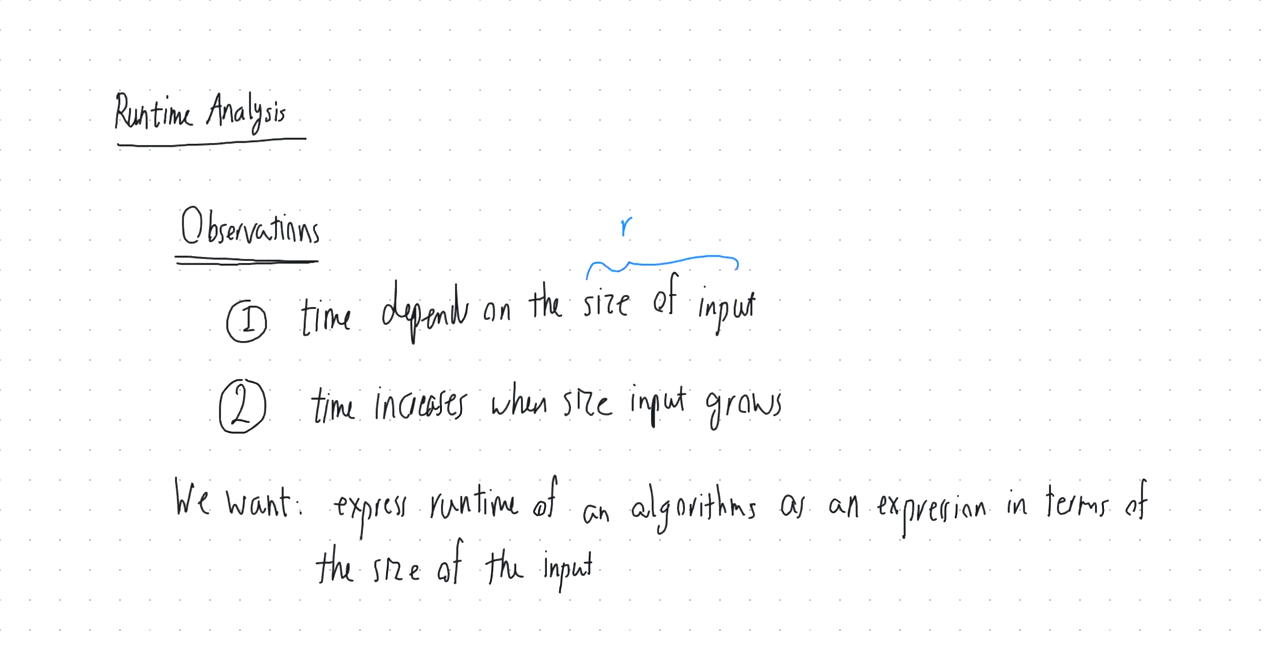 Runtime Analysis
Observations
r
① time depend on the size of input
② time increases when size input grows
We want: express runtime of an algorithms as an expression in terms of
the size of the input